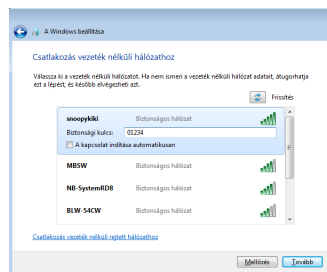 A Windows beállítása
Csatlakozás vezeték nélküli hálózathoz
Válassza ki a vezeték nélküli hálózatot. Ha nem ismeri a vezeték nélküli hálózat adatait, átugorhatja
ezt a lépést, és később elvégezheti azt.
Frissítés
snoopykiki Biztonságos hálózat
Biztonsági kulcs: 01234
A kapcsolat indítása automatikusan
MBSW Biztonságos hálózat
NB-SystemRDB Biztonságos hálózat
BLW-54CW Biztonságos hálózat
Csatlakozás vezeték nélküli rejtett hálózathoz
Mellőzés Tovább